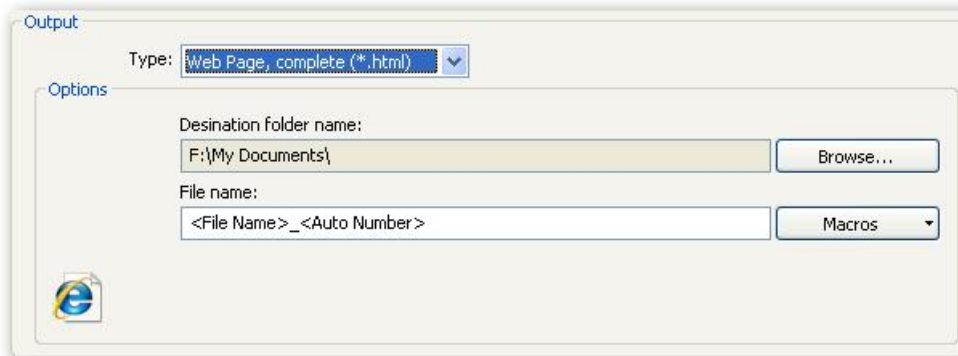 Output
Type: Web Page, complete (*.html)
Options
Desination folder name:
F:\My Documents\ Browse...
File name:
<File Name>_<Auto Number> Macros